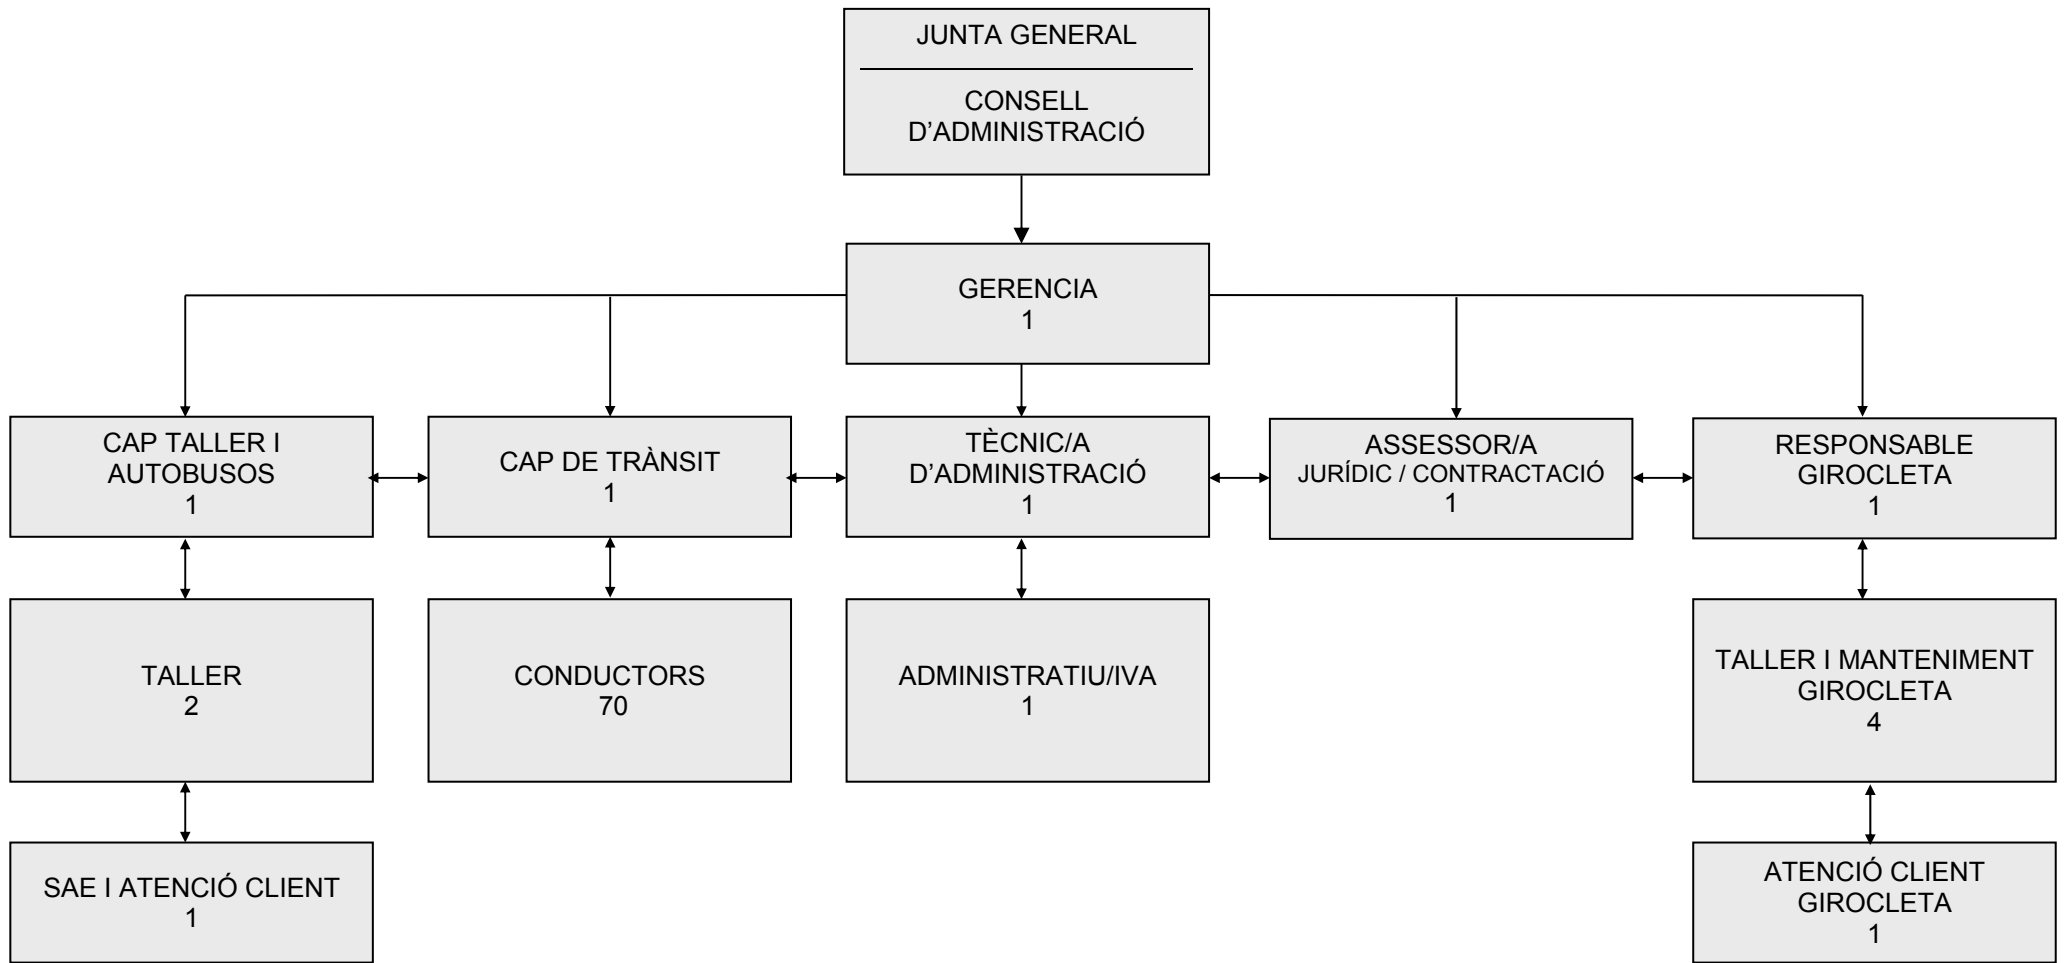 JUNTA GENERAL
CONSELL
D’ADMINISTRACIÓ
GERENCIA
1
CAP TALLER I
AUTOBUSOS
1
CAP DE TRÀNSIT
1
TÈCNIC/A
D’ADMINISTRACIÓ
1
ASSESSOR/A
JURÍDIC / CONTRACTACIÓ
1
RESPONSABLE
GIROCLETA
1
TALLER
2
CONDUCTORS
70
ADMINISTRATIU/IVA
1
TALLER I MANTENIMENT
GIROCLETA
4
SAE I ATENCIÓ CLIENT
1
ATENCIÓ CLIENT
GIROCLETA
1